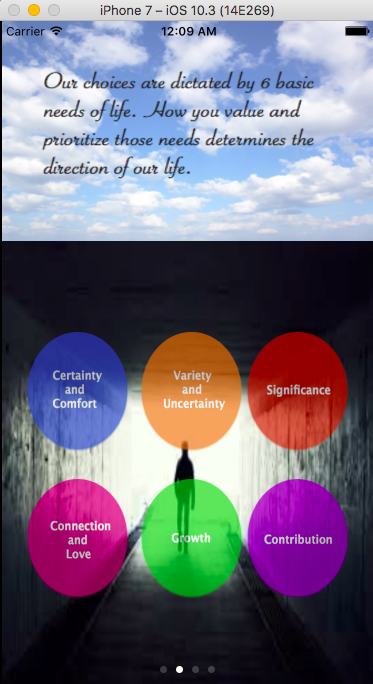 iPhone 7 – iOS 10.3 (14E269)
Carrier 12:09 AM
Our choices are dictated by 6 basic
needs of life. How you value and
prioritize those needs determines the
direction of our life.
Certainty
and
Comfort
Variety
and
Uncertainty
Significance
Connection
and
Love
Growth
Contribution